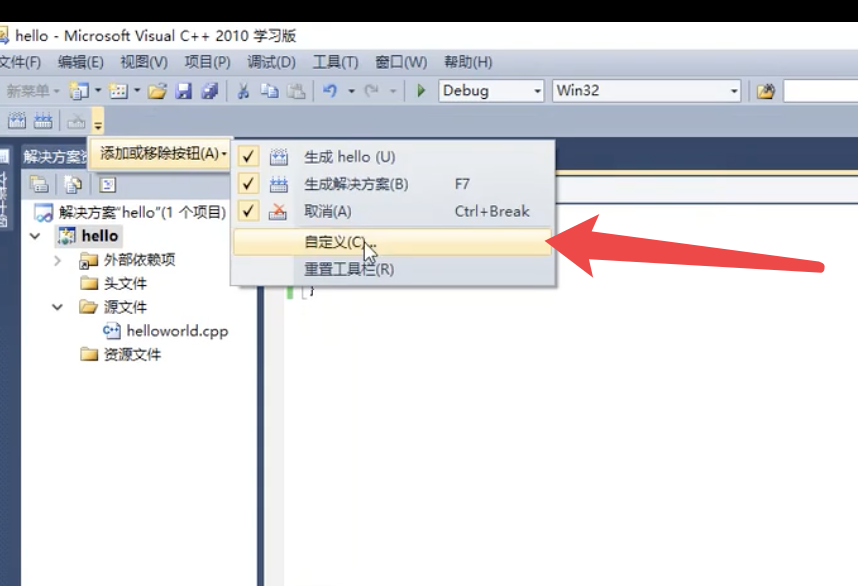 hello - Microsoft Visual C++ 2010 学习版
文件(F) 编辑(E) 视图(V) 项目(P) 调试(D) 工具(T) 窗口(W) 帮助(H)
新菜单 Debug Win32
添加或移除按钮(A)
生成 hello (U)
生成解决方案(B) F7
取消(A) Ctrl+Break
自定义(C)...
重置工具栏(R)
解决方案资
解决方案"hello"(1 个项目)
hello
外部依赖项
头文件
源文件
helloworld.cpp
资源文件
}